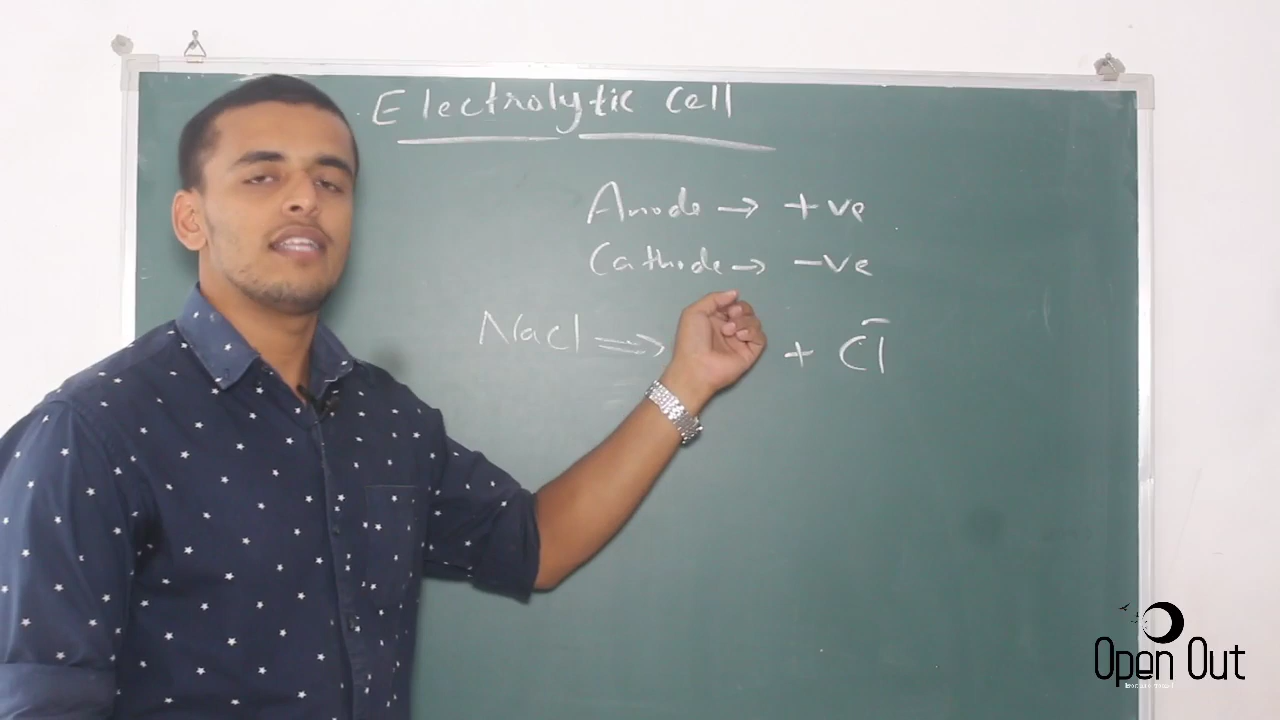 Electrolytic Cell
Anode → +ve
Cathode → -ve
Nacl ⇒ + Cl⁻
Open Out